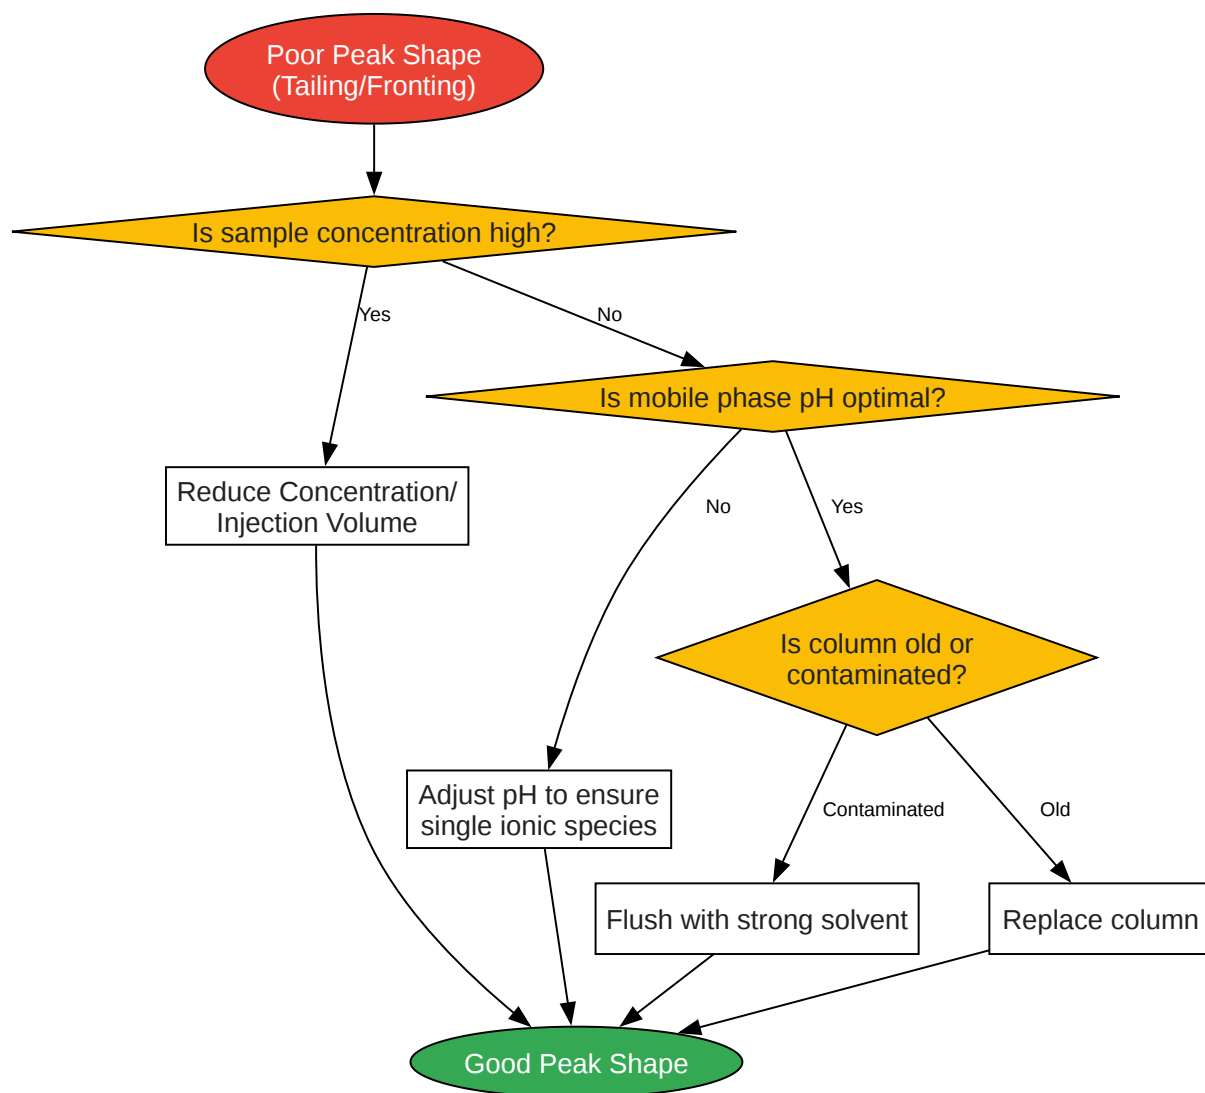 Poor Peak Shape
(Tailing/Fronting)
Is sample concentration high?
Yes
No
Is mobile phase pH optimal?
Reduce Concentration/
Injection Volume
No
Yes
Is column old or
contaminated?
Adjust pH to ensure
single ionic species
Contaminated
Old
Flush with strong solvent
Replace column
Good Peak Shape